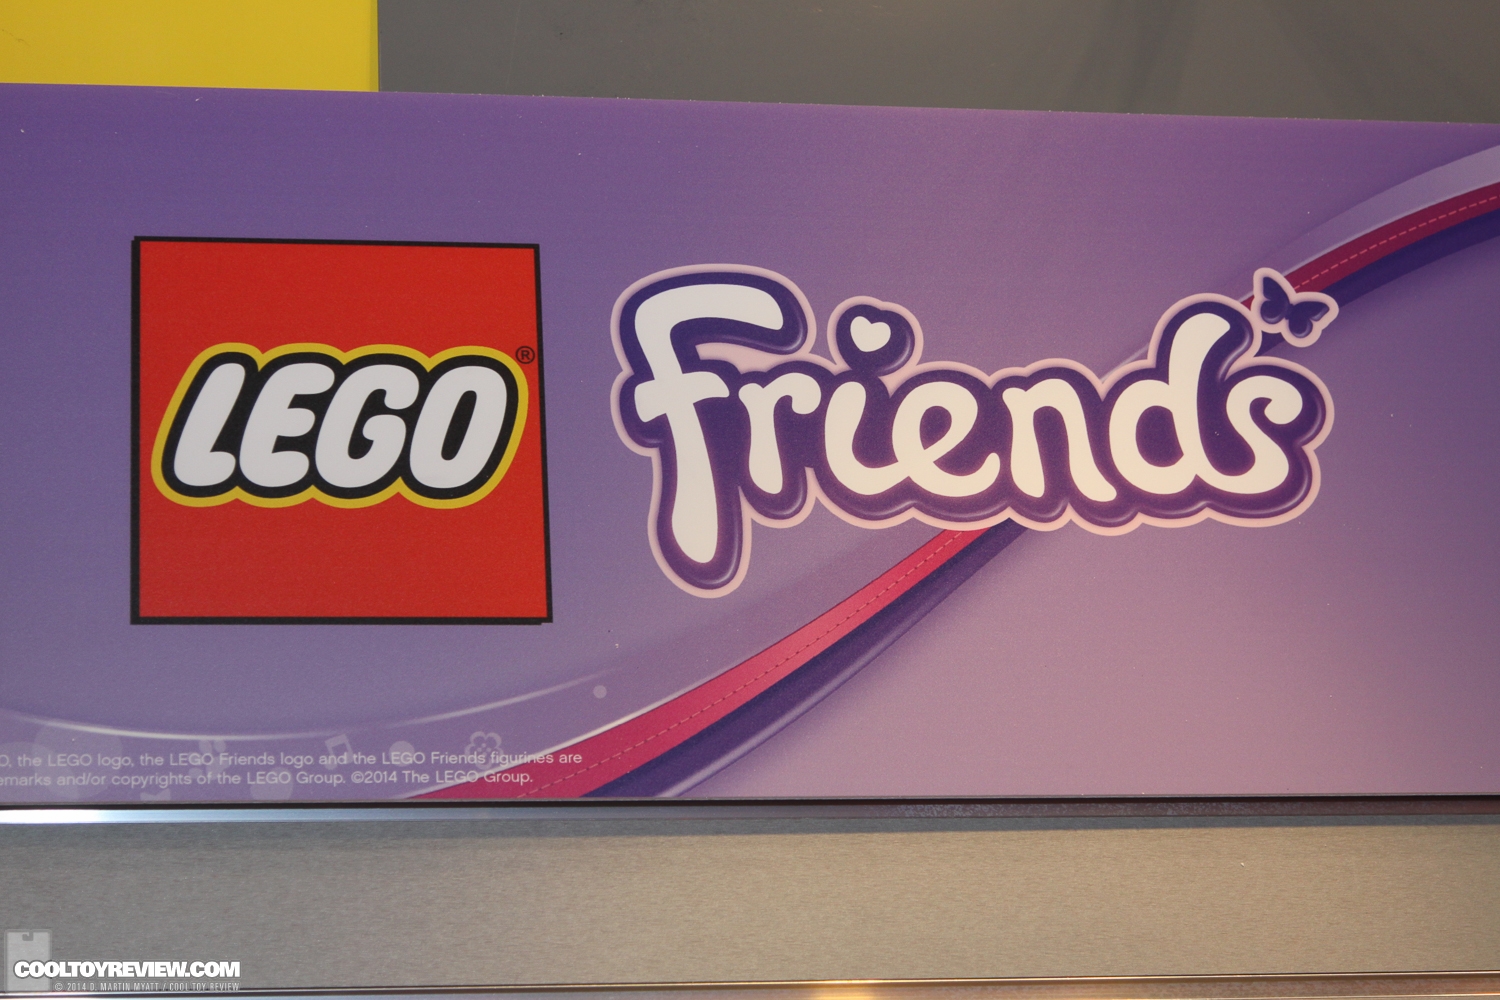 LEGO®
Friends
O, the LEGO logo, the LEGO Friends logo and the LEGO Friends figurines are
emarks and/or copyrights of the LEGO Group. ©2014 The LEGO Group.
COOLTOYREVIEW.COM
© 2014 D. MARTIN MYATT / COOL TOY REVIEW